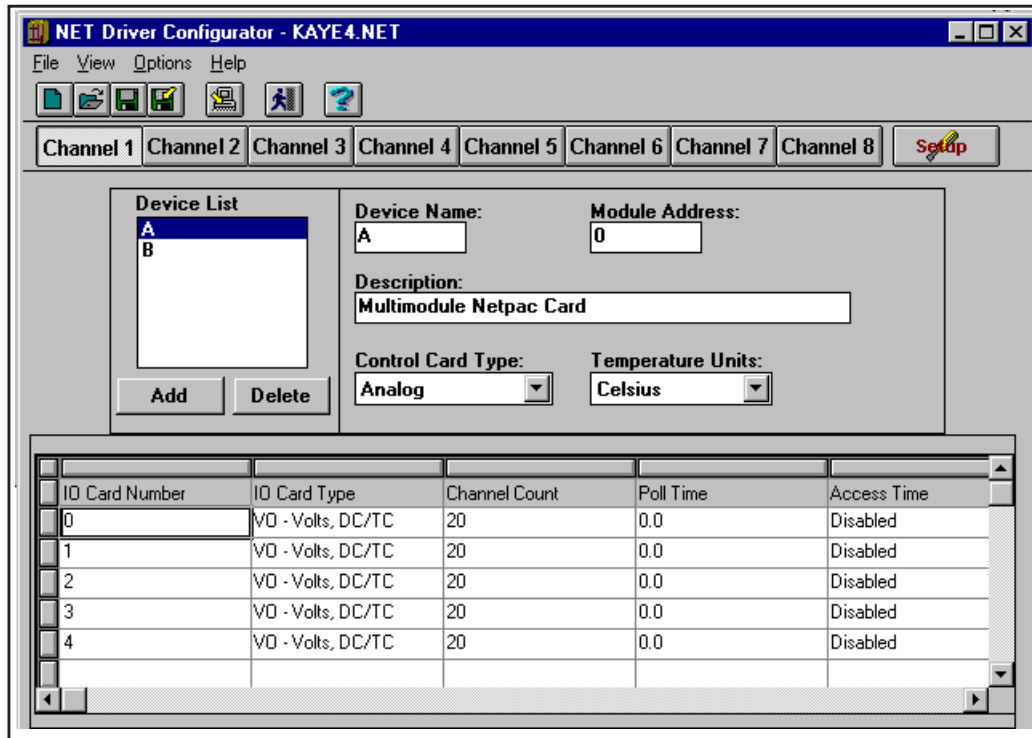 NET Driver Configurator - KAYE4.NET
File View Options Help
Channel 1 Channel 2 Channel 3 Channel 4 Channel 5 Channel 6 Channel 7 Channel 8 Setup
Device List
A
B
Add Delete
Device Name: Module Address:
A 0
Description:
Multimodule Netpac Card
Control Card Type: Temperature Units:
Analog Celsius
IO Card Number IO Card Type Channel Count Poll Time Access Time
0 VO - Volts, DC/TC 20 0.0 Disabled
1 VO - Volts, DC/TC 20 0.0 Disabled
2 VO - Volts, DC/TC 20 0.0 Disabled
3 VO - Volts, DC/TC 20 0.0 Disabled
4 VO - Volts, DC/TC 20 0.0 Disabled